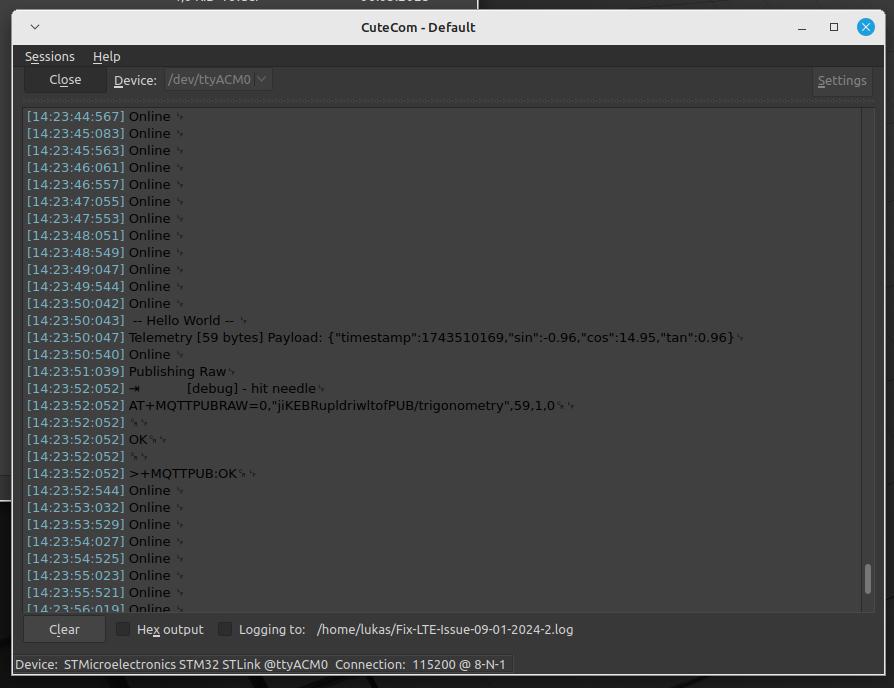 CuteCom - Default
Sessions Help
Close Device: /dev/ttyACM0 Settings
[14:23:44:567] Online
[14:23:45:083] Online
[14:23:45:563] Online
[14:23:46:061] Online
[14:23:46:557] Online
[14:23:47:055] Online
[14:23:47:553] Online
[14:23:48:051] Online
[14:23:48:549] Online
[14:23:49:047] Online
[14:23:49:544] Online
[14:23:50:042] Online
[14:23:50:043] -- Hello World --
[14:23:50:047] Telemetry [59 bytes] Payload: {"timestamp":1743510169,"sin":-0.96,"cos":14.95,"tan":0.96}
[14:23:50:540] Online
[14:23:51:039] Publishing Raw
[14:23:52:052] ⇥ [debug] - hit needle
[14:23:52:052] AT+MQTTPUBRAW=0,"jiKEBRupldriwltofPUB/trigonometry",59,1,0
[14:23:52:052]
[14:23:52:052] OK
[14:23:52:052]
[14:23:52:052] >+MQTTPUB:OK
[14:23:52:544] Online
[14:23:53:032] Online
[14:23:53:529] Online
[14:23:54:027] Online
[14:23:54:525] Online
[14:23:55:023] Online
[14:23:55:521] Online
[14:23:56:019] Online
Clear Hex output Logging to: /home/lukas/Fix-LTE-Issue-09-01-2024-2.log
Device: STMicroelectronics STM32 STLink @ttyACM0 Connection: 115200 @ 8-N-1